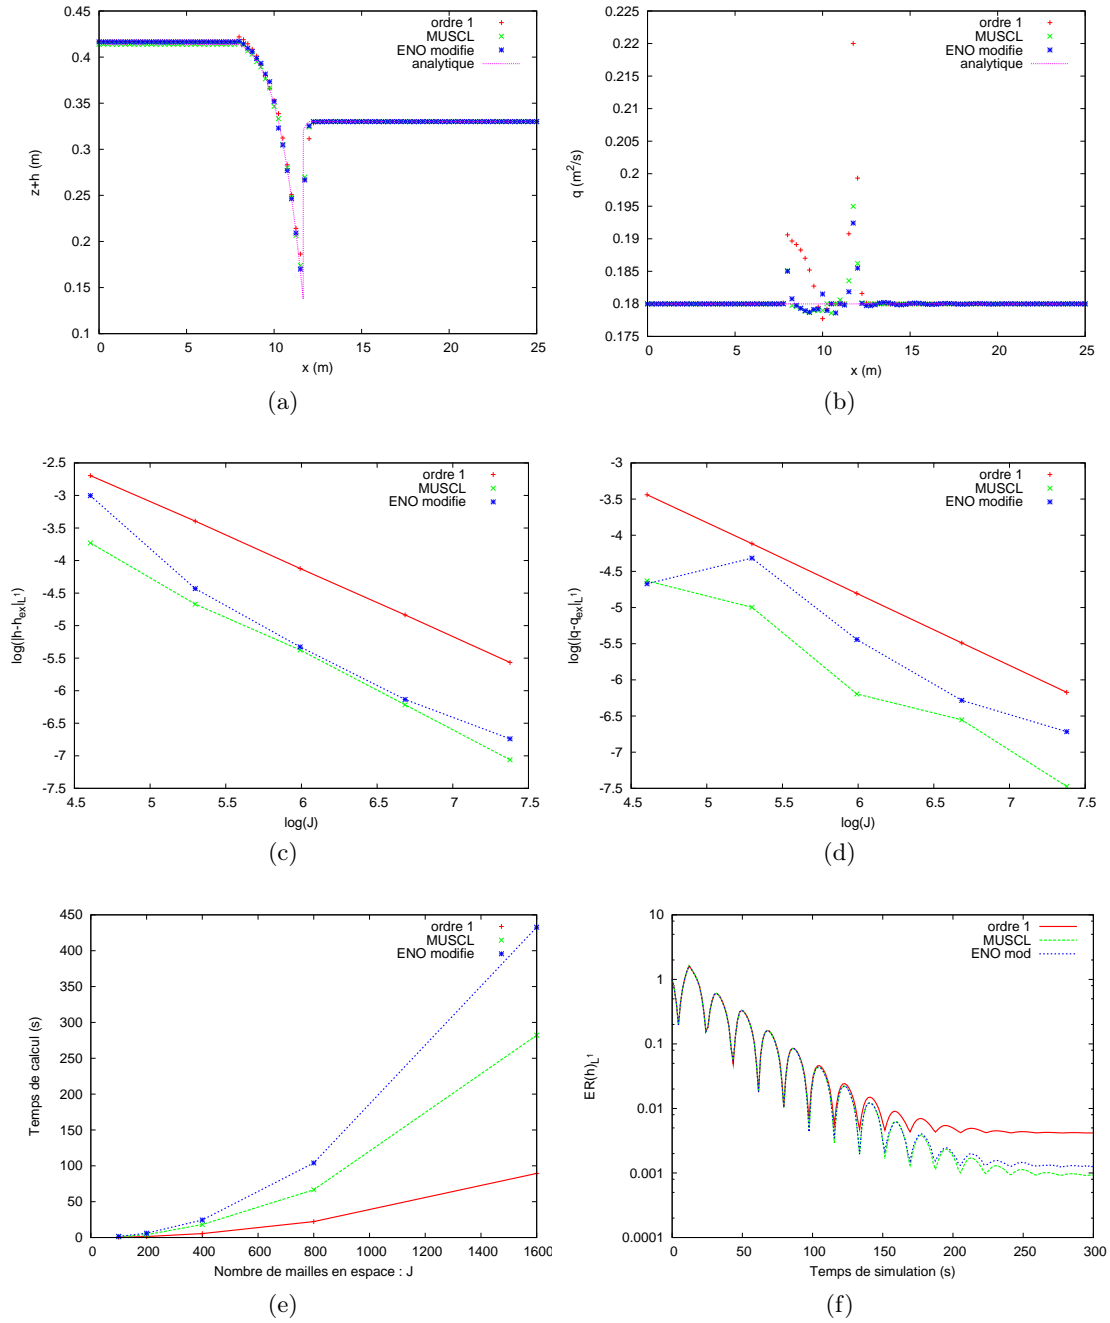 ordre 1
MUSCL
ENO modifie
analytique
z+h (m)
0.4
0.35
0.3
0.25
0.2
0.15
0.1
0 5 10 15 20 25
x (m)
(a)
ordre 1
MUSCL
ENO modifie
analytique
q (m²/s)
0.225
0.22
0.215
0.21
0.205
0.2
0.195
0.19
0.185
0.18
0.175
0 5 10 15 20 25
x (m)
(b)
ordre 1
MUSCL
ENO modifie
log(|h-h_ex|_L¹)
-2.5
-3
-3.5
-4
-4.5
-5
-5.5
-6
-6.5
-7
-7.5
4.5 5 5.5 6 6.5 7 7.5
log(J)
(c)
ordre 1
MUSCL
ENO modifie
log(|q-q_ex|_L¹)
-3
-3.5
-4
-4.5
-5
-5.5
-6
-6.5
-7
-7.5
4.5 5 5.5 6 6.5 7 7.5
log(J)
(d)
ordre 1
MUSCL
ENO modifie
Temps de calcul (s)
450
400
350
300
250
200
150
100
50
0
0 200 400 600 800 1000 1200 1400 1600
Nombre de mailles en espace : J
(e)
ordre 1
MUSCL
ENO mod
ER(h)_L¹
10
1
0.1
0.01
0.001
0.0001
0 50 100 150 200 250 300
Temps de simulation (s)
(f)